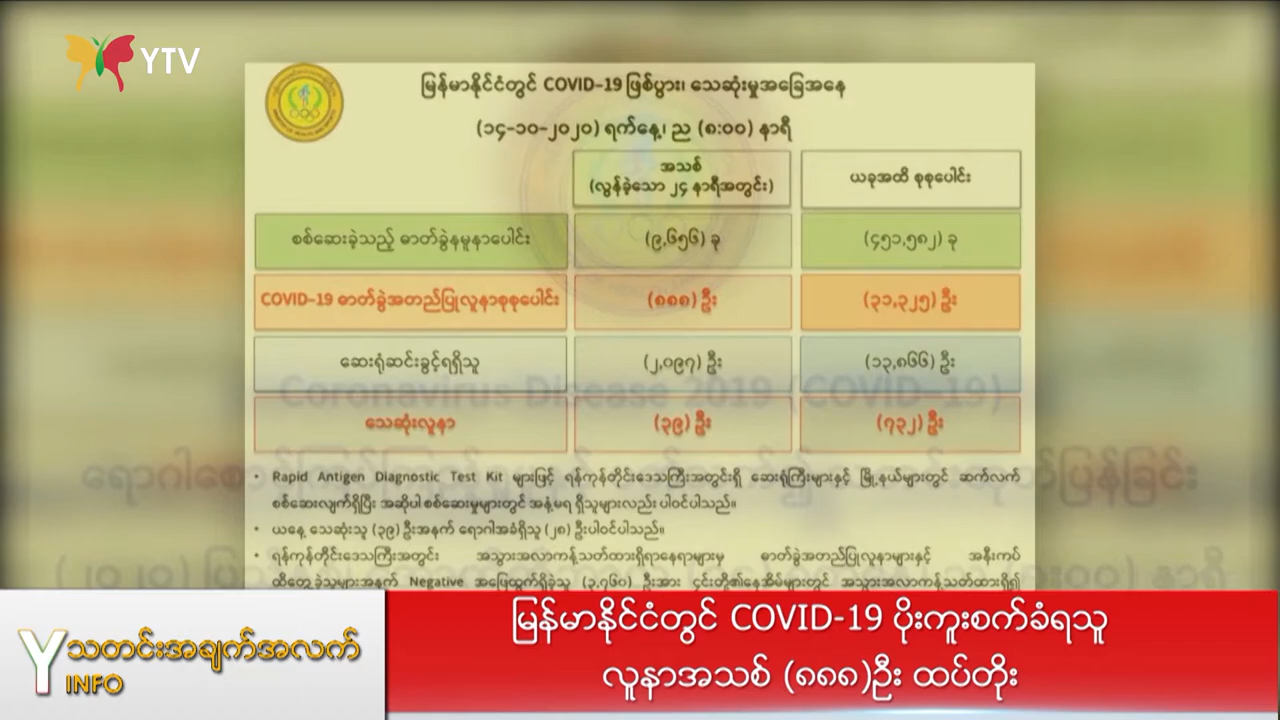 YTV
မြန်မာနိုင်ငံတွင် COVID-19 ဖြစ်ပွား၊ သေဆုံးမှုအခြေအနေ
(၁၄-၁၀-၂၀၂၀) ရက်နေ့၊ ည (၈:၀၀) နာရီ
အသစ်
(လွန်ခဲ့သော ၂၄ နာရီအတွင်း)
ယခုအထိ စုစုပေါင်း
စစ်ဆေးခဲ့သည့် ဓာတ်ခွဲနမူနာပေါင်း (၉,၆၅၆) ခု (၄၅၁,၅၈၂) ခု
COVID-19 ဓာတ်ခွဲအတည်ပြုလူနာစုစုပေါင်း (၈၈၈) ဦး (၃၁,၃၂၅) ဦး
ဆေးရုံဆင်းခွင့်ရရှိသူ (၂,၀၉၇) ဦး (၁၃,၈၆၆) ဦး
သေဆုံးလူနာ (၃၉) ဦး (၇၃၂) ဦး
Coronavirus Disease 2019 (COVID-19)
• Rapid Antigen Diagnostic Test Kit များဖြင့် ရန်ကုန်တိုင်းဒေသကြီးအတွင်းရှိ ဆေးရုံကြီးများနှင့် မြို့နယ်များတွင် ဆက်လက်
စစ်ဆေးလျက်ရှိပြီး အဆိုပါ စစ်ဆေးမှုများတွင် အနံ့မရ ရှိသူများလည်း ပါဝင်ပါသည်။
• ယနေ့ သေဆုံးသူ (၃၉) ဦးအနက် ရောဂါအခံရှိသူ (၂၈) ဦးပါဝင်ပါသည်။
• ရန်ကုန်တိုင်းဒေသကြီးအတွင်း အသွားအလာကန့်သတ်ထားရှိရာနေရာများမှ ဓာတ်ခွဲအတည်ပြုလူနာများနှင့် အနီးကပ်
ထိတွေ့ခဲ့သူများအနက် Negative အဖြေထွက်ရှိခဲ့သူ (၃,၇၆၀) ဦးအား ၎င်းတို့၏နေအိမ်များတွင် အသွားအလာကန့်သတ်ထားရှိ၍
Y သတင်းအချက်အလက်
INFO
မြန်မာနိုင်ငံတွင် COVID-19 ပိုးကူးစက်ခံရသူ
လူနာအသစ် (၈၈၈)ဦး ထပ်တိုး